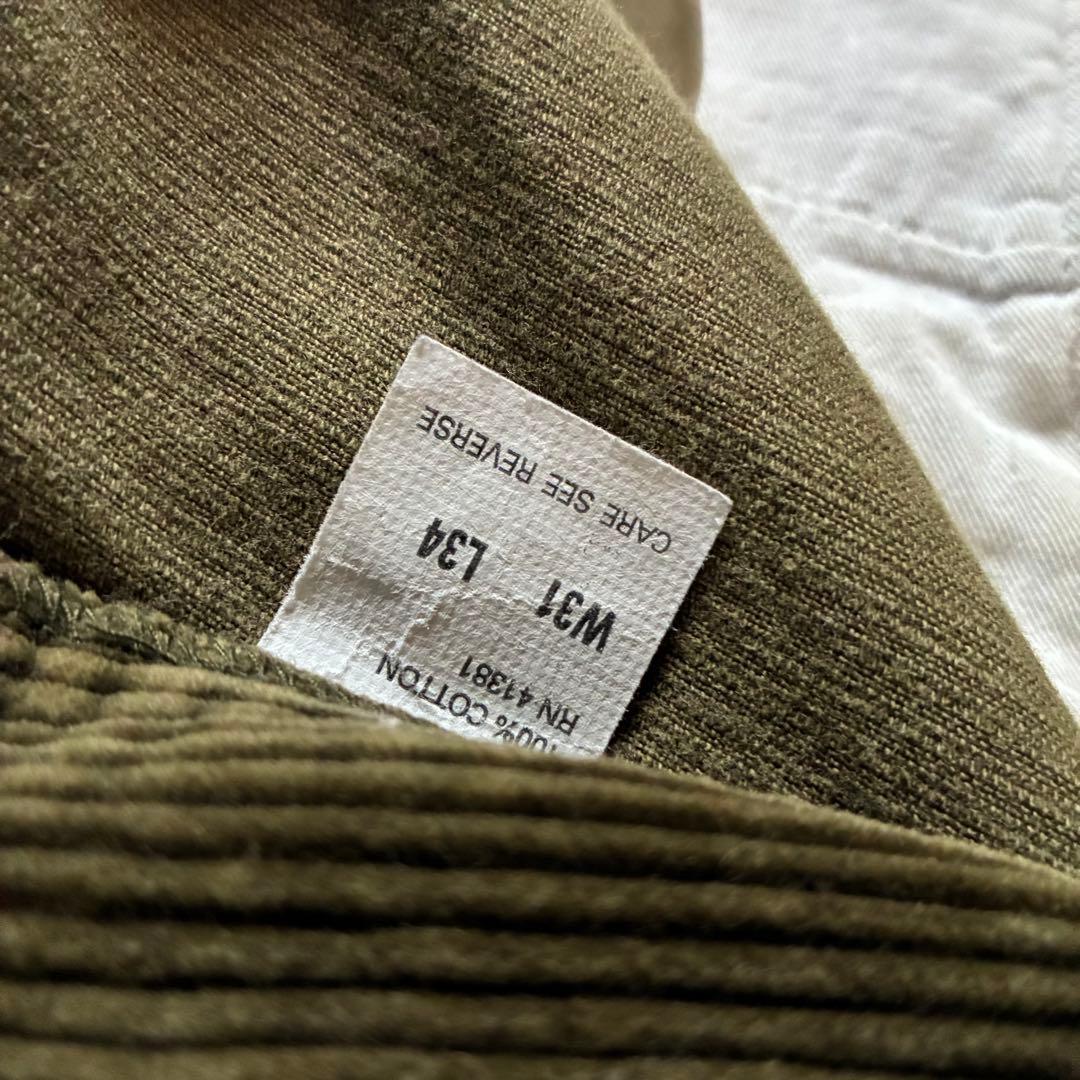 100% COTTON
RN 41381
W31 L34
CARE SEE REVERSE